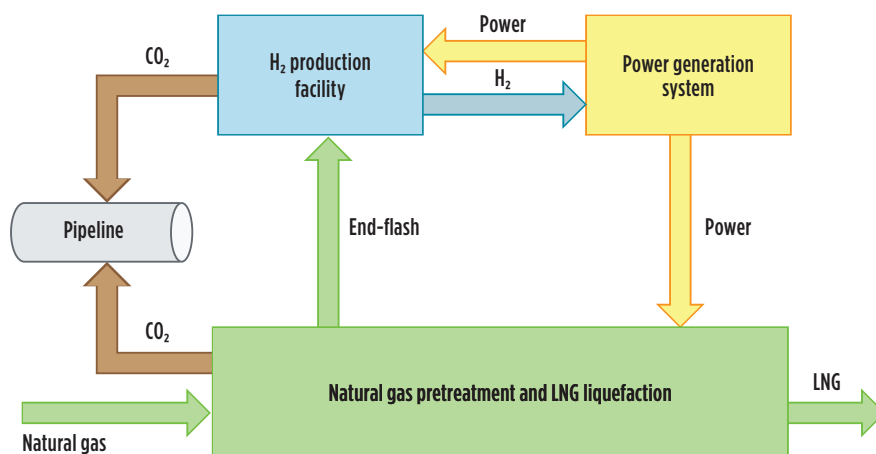 Power
CO₂
H₂ production
facility
Power generation
system
H₂
Pipeline
End-flash
Power
CO₂
Natural gas pretreatment and LNG liquefaction
LNG
Natural gas